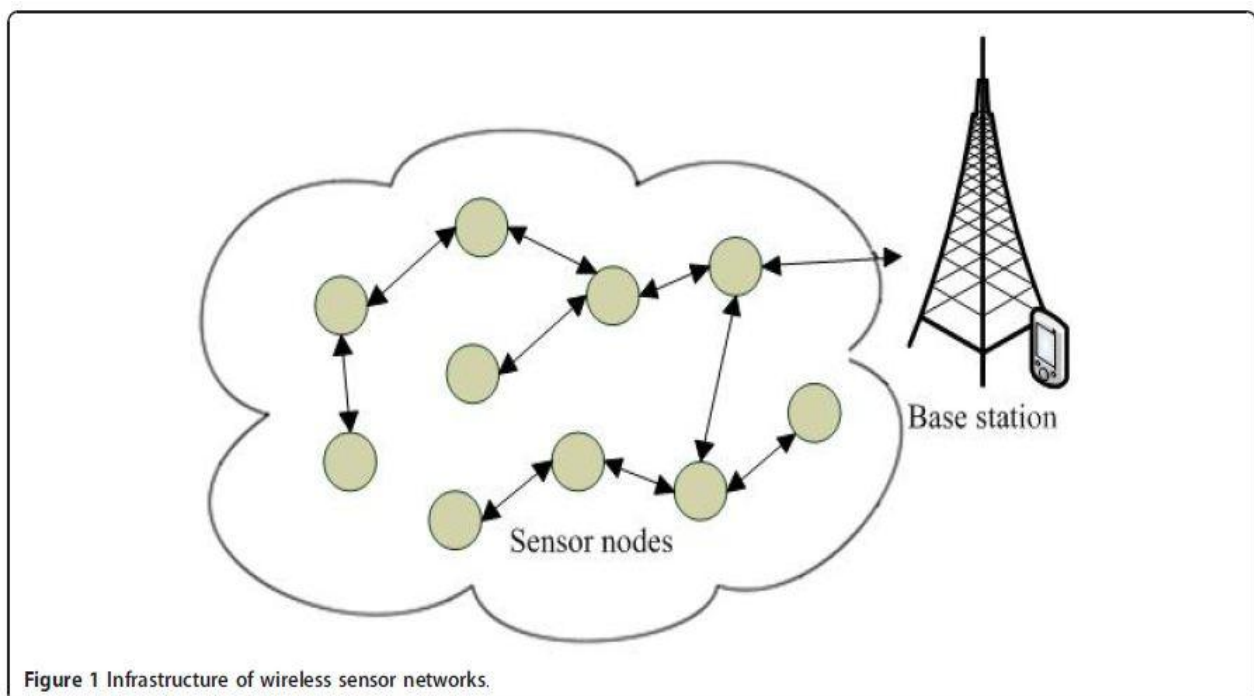 Base station
Sensor nodes
Figure 1 Infrastructure of wireless sensor networks.